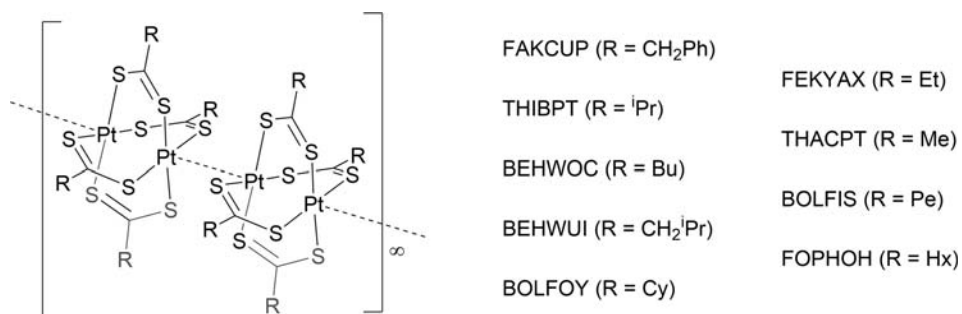 R
S
R
S
R
S
Pt
S
S
S
S
Pt
S
R
R
S
Pt
S
S
S
S
S
S
Pt
R
S
S
S
R
∞
R
FAKCUP (R = CH₂Ph)
THIBPT (R = ⁱPr)
BEHWOC (R = Bu)
BEHWUI (R = CH₂ⁱPr)
BOLFOY (R = Cy)
FEKYAX (R = Et)
THACPT (R = Me)
BOLFIS (R = Pe)
FOPHOH (R = Hx)